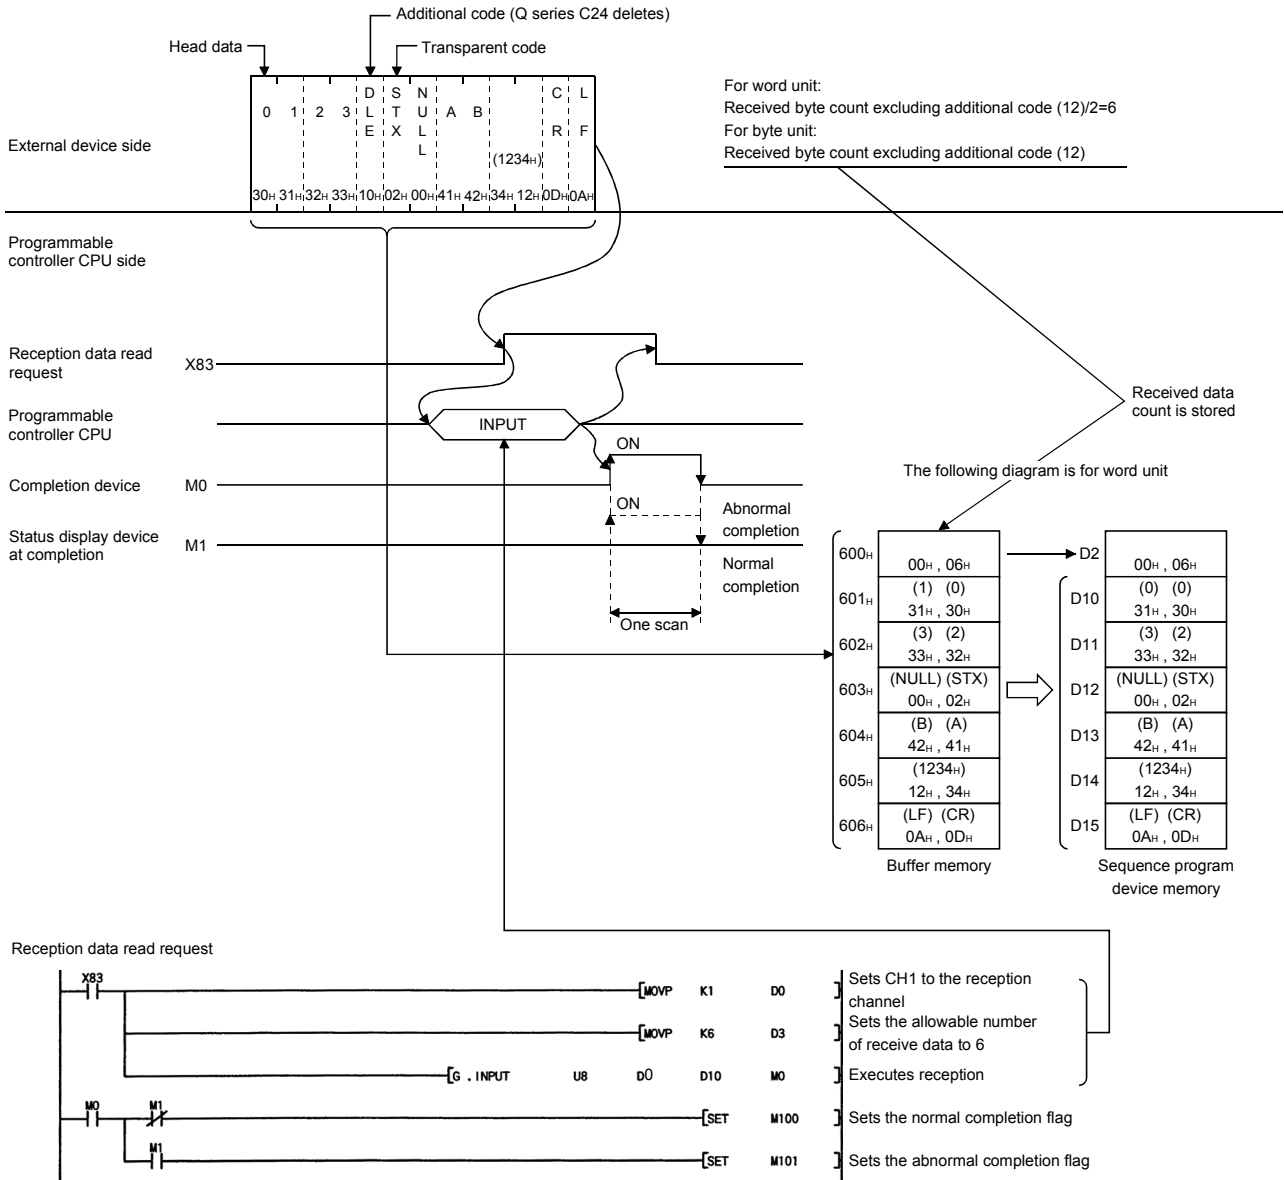 Additional code (Q series C24 deletes)
Head data
Transparent code
0 1 2 3 DLE STX NULL A B (1234H) CR LF
30H 31H 32H 33H 10H 02H 00H 41H 42H 34H 12H 0DH 0AH
External device side
For word unit:
Received byte count excluding additional code (12)/2=6
For byte unit:
Received byte count excluding additional code (12)
Programmable
controller CPU side
Reception data read
request
X83
Programmable
controller CPU
INPUT
Completion device
M0
ON
Status display device
at completion
M1
ON
Abnormal
completion
Normal
completion
One scan
Received data
count is stored
The following diagram is for word unit
600H
00H , 06H
D2
00H , 06H
601H
(1) (0)
31H , 30H
D10
(0) (0)
31H , 30H
602H
(3) (2)
33H , 32H
D11
(3) (2)
33H , 32H
603H
(NULL) (STX)
00H , 02H
D12
(NULL) (STX)
00H , 02H
604H
(B) (A)
42H , 41H
D13
(B) (A)
42H , 41H
605H
(1234H)
12H , 34H
D14
(1234H)
12H , 34H
606H
(LF) (CR)
0AH , 0DH
D15
(LF) (CR)
0AH , 0DH
Buffer memory
Sequence program
device memory
Reception data read request
X83
MOVP K1 D0
Sets CH1 to the reception
channel
MOVP K6 D3
Sets the allowable number
of receive data to 6
G . INPUT U8 D0 D10 M0
Executes reception
M0 M1
SET M100
Sets the normal completion flag
M1
SET M101
Sets the abnormal completion flag